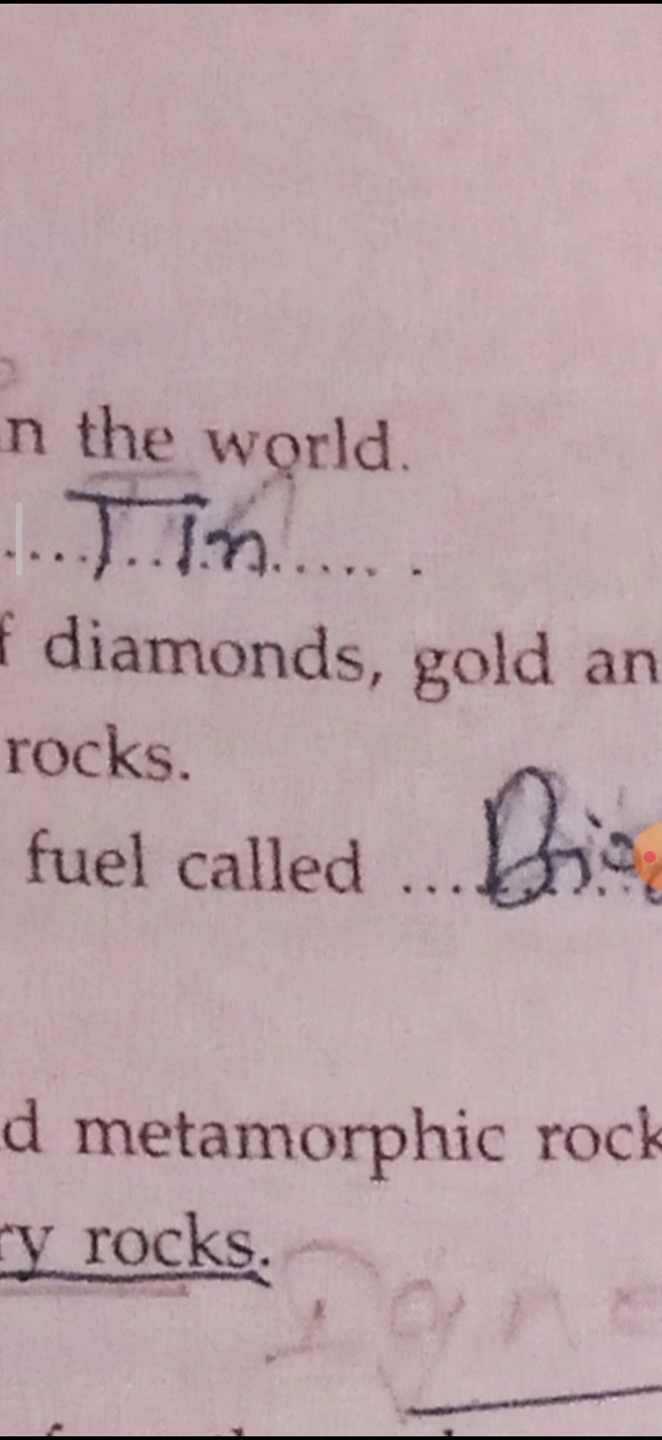 n the world.
.... Tin ...... .
f diamonds, gold an
rocks.
fuel called ....
d metamorphic rock
ry rocks.